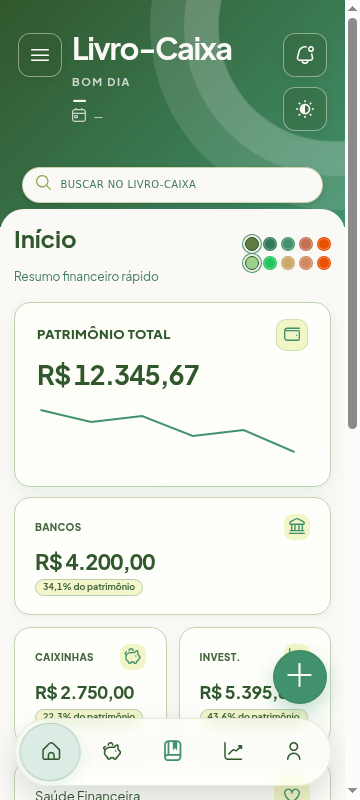 Livro-Caixa
BOM DIA
—
—
BUSCAR NO LIVRO-CAIXA
Início
Resumo financeiro rápido
PATRIMÔNIO TOTAL
R$ 12.345,67
BANCOS
R$ 4.200,00
34,1% do patrimônio
CAIXINHAS
INVEST.
R$ 2.750,00
R$ 5.395,
22,3% do patrimônio
43,6% do patrimônio
Saúde Financeira